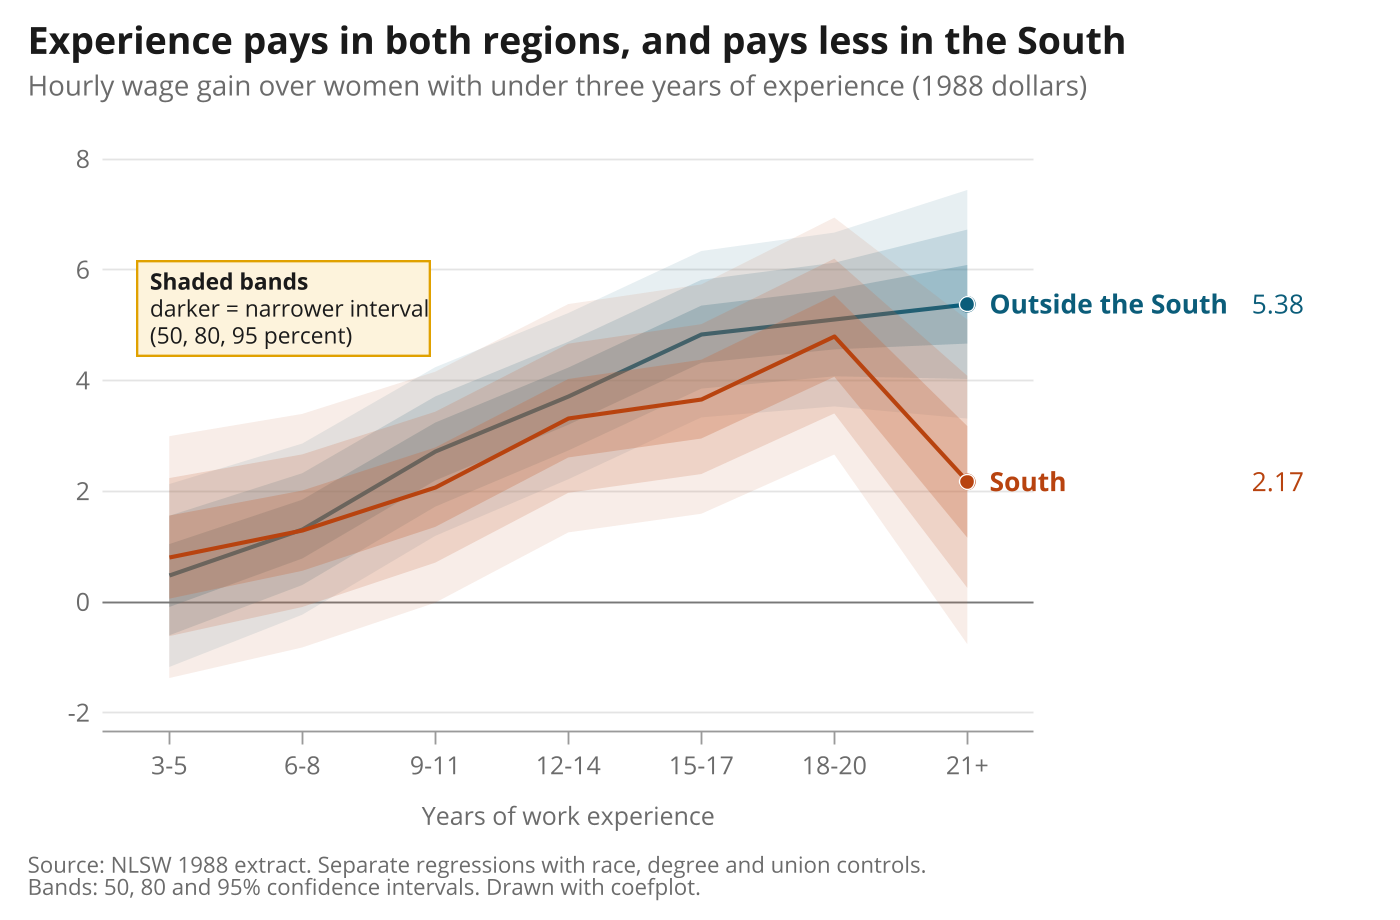 Experience pays in both regions, and pays less in the South
Hourly wage gain over women with under three years of experience (1988 dollars)
8
6
4
2
0
-2
Shaded bands
darker = narrower interval
(50, 80, 95 percent)
Outside the South 5.38
South 2.17
3-5 6-8 9-11 12-14 15-17 18-20 21+
Years of work experience
Source: NLSW 1988 extract. Separate regressions with race, degree and union controls.
Bands: 50, 80 and 95% confidence intervals. Drawn with coefplot.